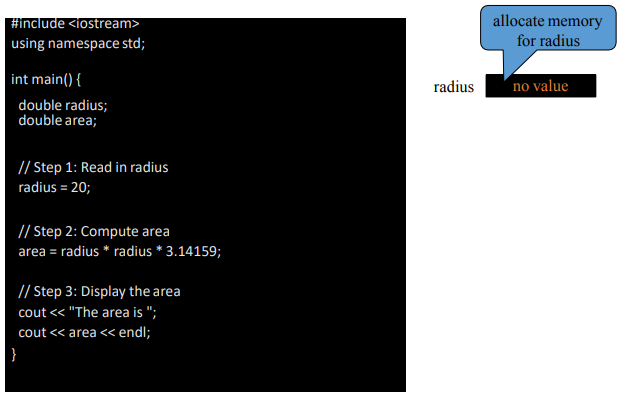 #include <iostream>
using namespace std;
int main() {
double radius;
double area;
// Step 1: Read in radius
radius = 20;
// Step 2: Compute area
area = radius * radius * 3.14159;
// Step 3: Display the area
cout << "The area is ";
cout << area << endl;
}
allocate memory
for radius
radius no value